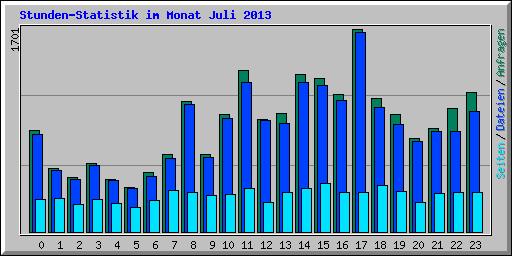 Stunden-Statistik im Monat Juli 2013
1701
Seiten / Dateien / Anfragen
0 1 2 3 4 5 6 7 8 9 10 11 12 13 14 15 16 17 18 19 20 21 22 23